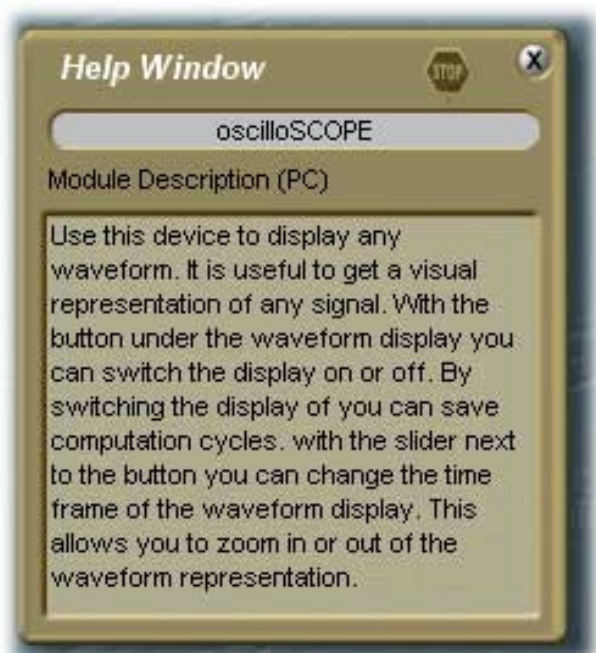 Help Window
STOP
X
oscilloSCOPE
Module Description (PC)
Use this device to display any
waveform. It is useful to get a visual
representation of any signal. With the
button under the waveform display you
can switch the display on or off. By
switching the display of you can save
computation cycles. with the slider next
to the button you can change the time
frame of the waveform display. This
allows you to zoom in or out of the
waveform representation.